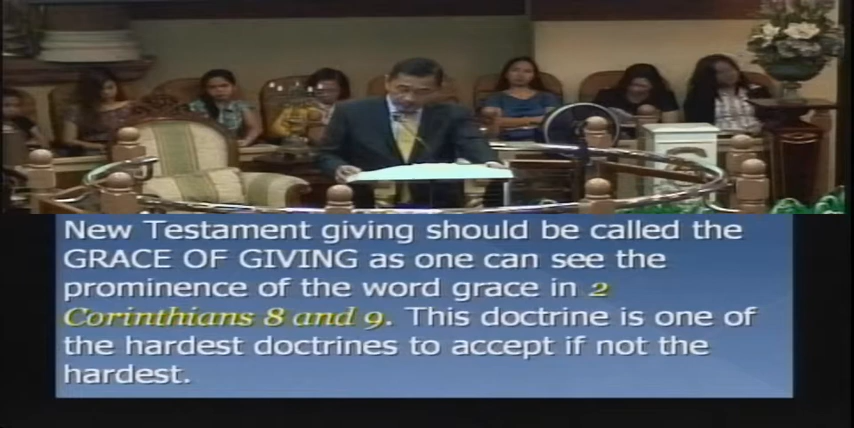 New Testament giving should be called the
GRACE OF GIVING as one can see the
prominence of the word grace in 2
Corinthians 8 and 9. This doctrine is one of
the hardest doctrines to accept if not the
hardest.